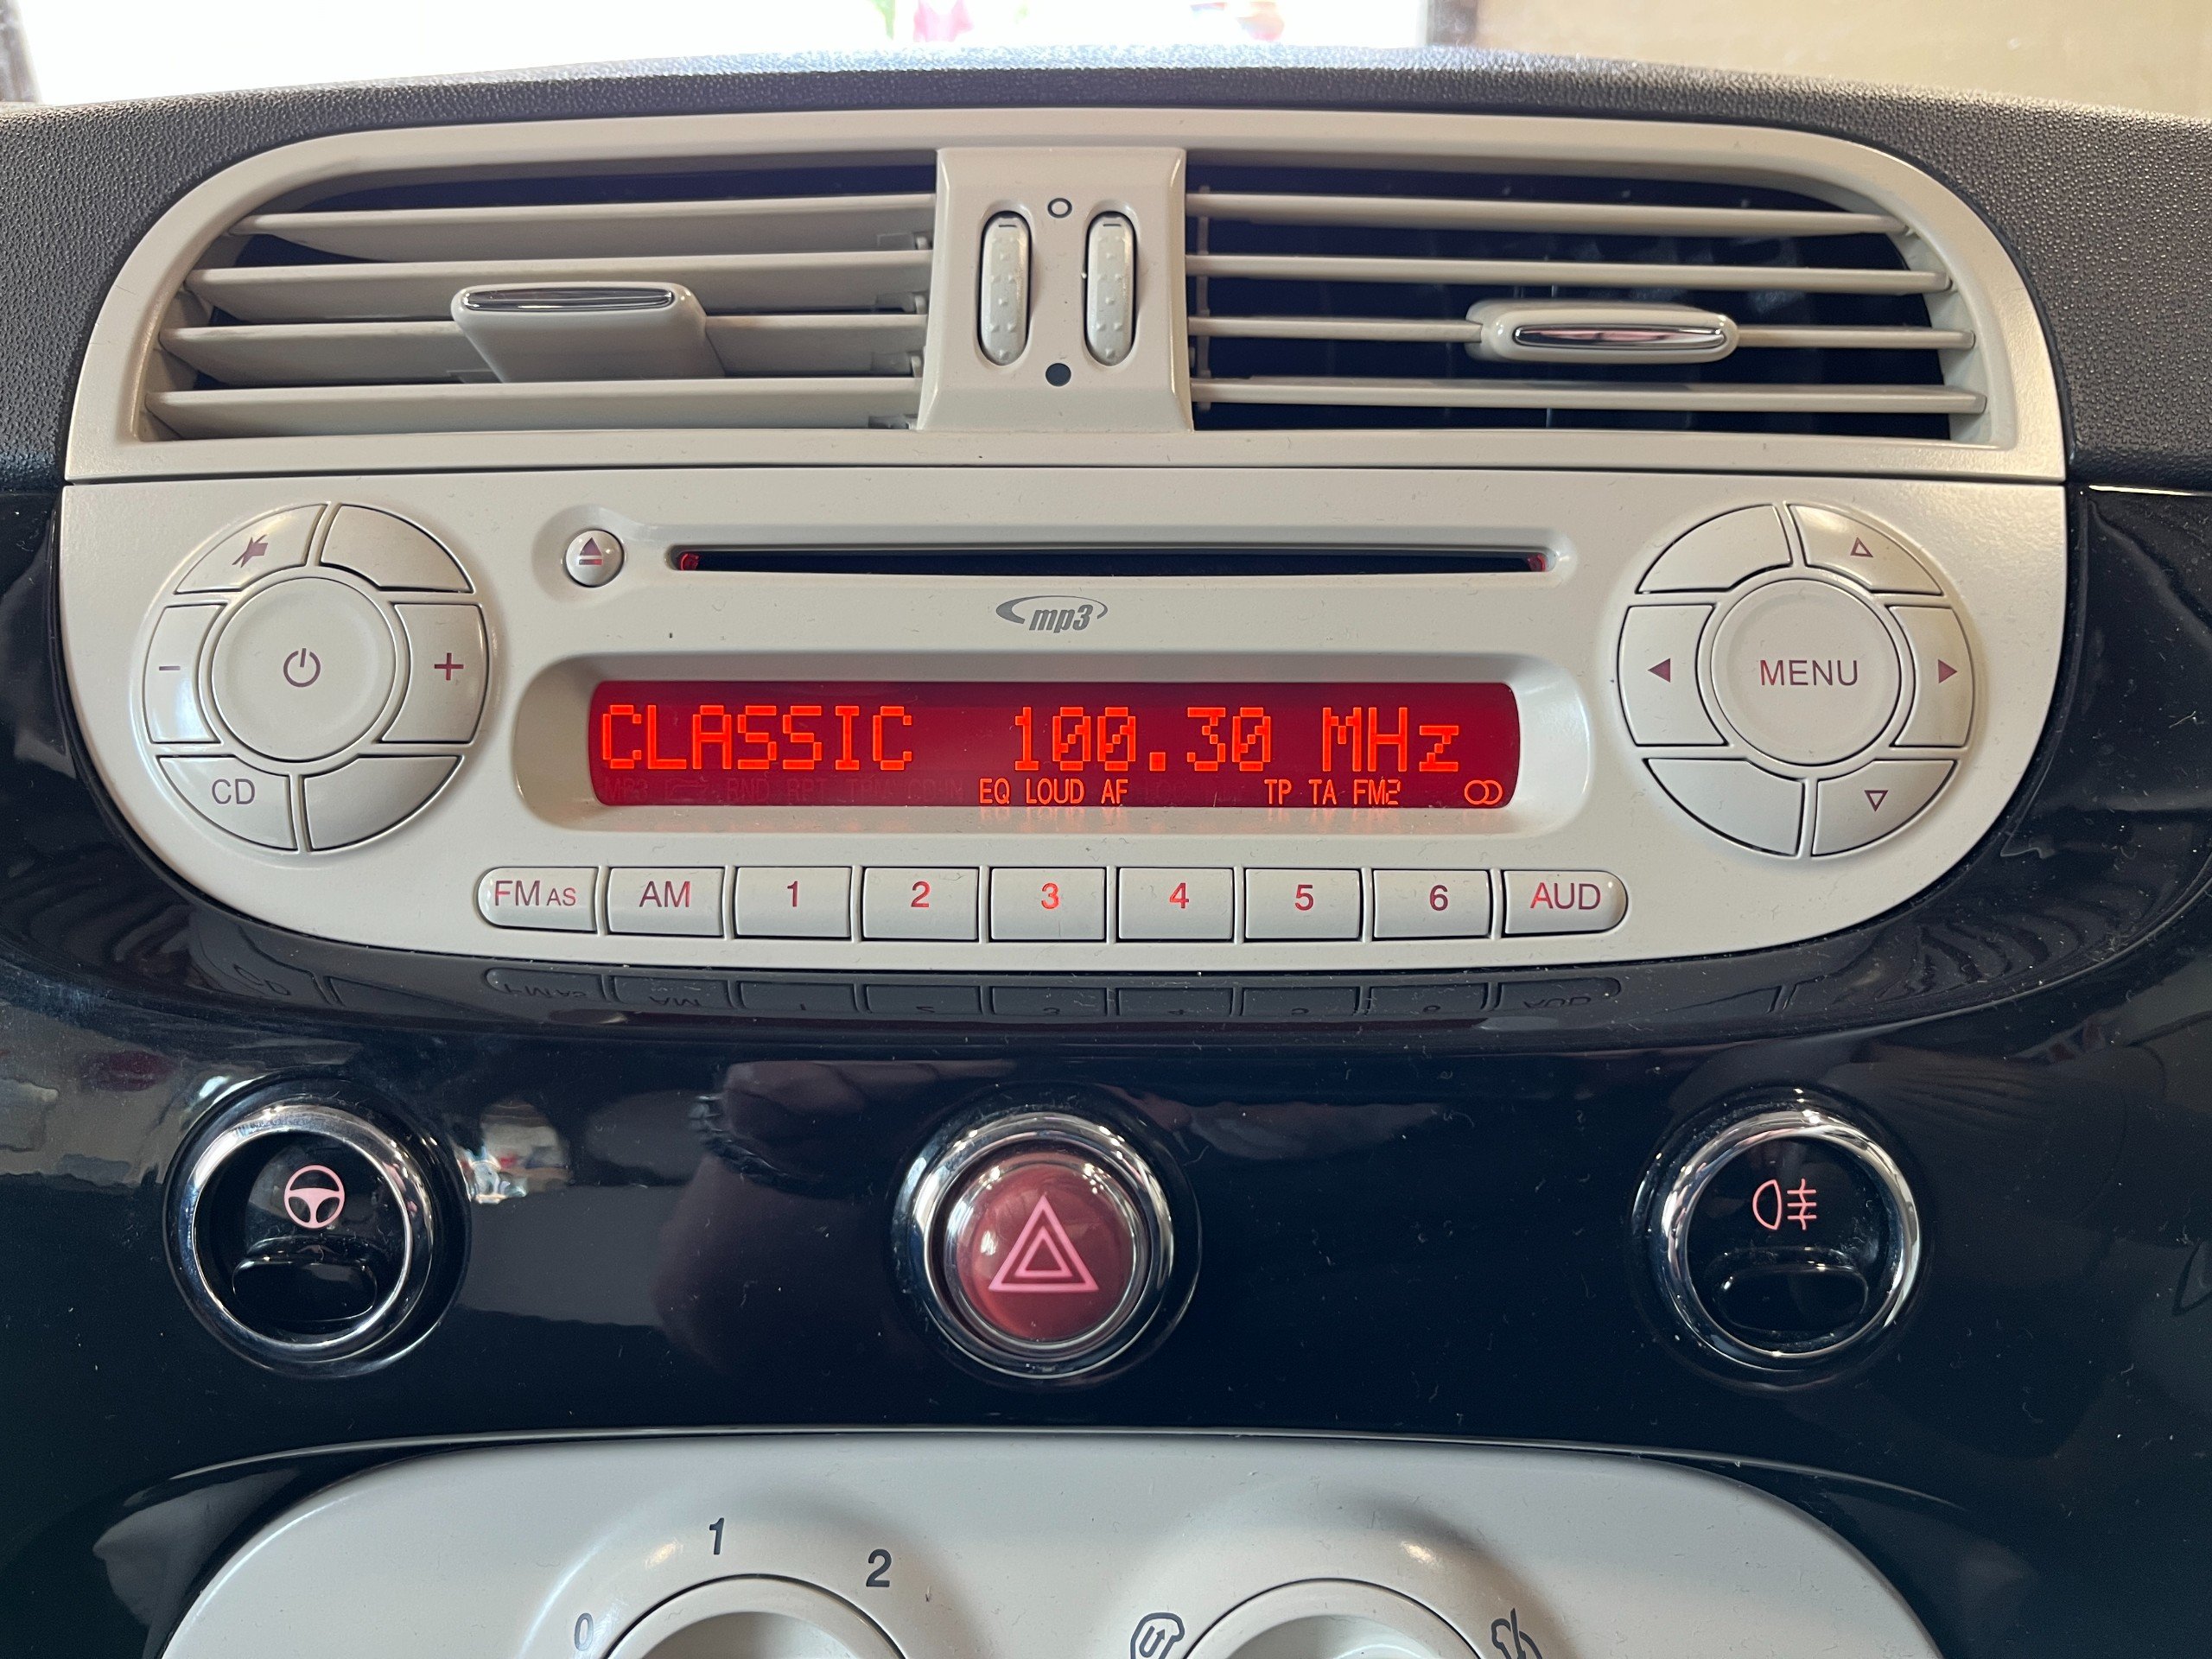 mp3
CLASSIC 100.30 MHz
EQ LOUD AF TP TA FM2
CD
MENU
FM AS AM 1 2 3 4 5 6 AUD
1
2
0